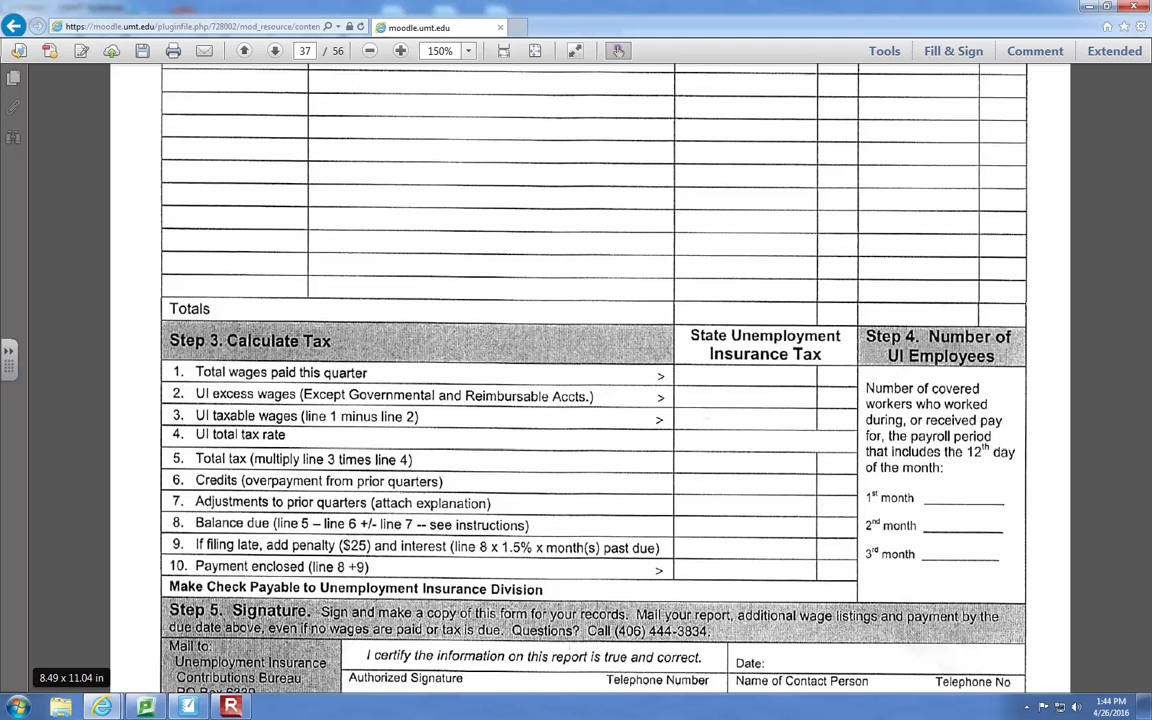 https://moodle.umt.edu/pluginfile.php/728002/mod_resource/conten
moodle.umt.edu
37 / 56
150%
Tools
Fill & Sign
Comment
Extended
Totals
Step 3. Calculate Tax
State Unemployment
Insurance Tax
Step 4. Number of
UI Employees
1. Total wages paid this quarter >
2. UI excess wages (Except Governmental and Reimbursable Accts.) >
3. UI taxable wages (line 1 minus line 2) >
4. UI total tax rate
5. Total tax (multiply line 3 times line 4)
6. Credits (overpayment from prior quarters)
7. Adjustments to prior quarters (attach explanation)
8. Balance due (line 5 – line 6 +/- line 7 -- see instructions)
9. If filing late, add penalty ($25) and interest (line 8 x 1.5% x month(s) past due)
10. Payment enclosed (line 8 +9) >
Make Check Payable to Unemployment Insurance Division
Number of covered
workers who worked
during, or received pay
for, the payroll period
that includes the 12th day
of the month:
1st month
2nd month
3rd month
Step 5. Signature. Sign and make a copy of this form for your records. Mail your report, additional wage listings and payment by the
due date above, even if no wages are paid or tax is due. Questions? Call (406) 444-3834.
Mail to:
Unemployment Insurance
Contributions Bureau
PO Box 6339
I certify the information on this report is true and correct.
Authorized Signature
Telephone Number
Date:
Name of Contact Person
Telephone No
8.49 x 11.04 in
1:44 PM
4/26/2016